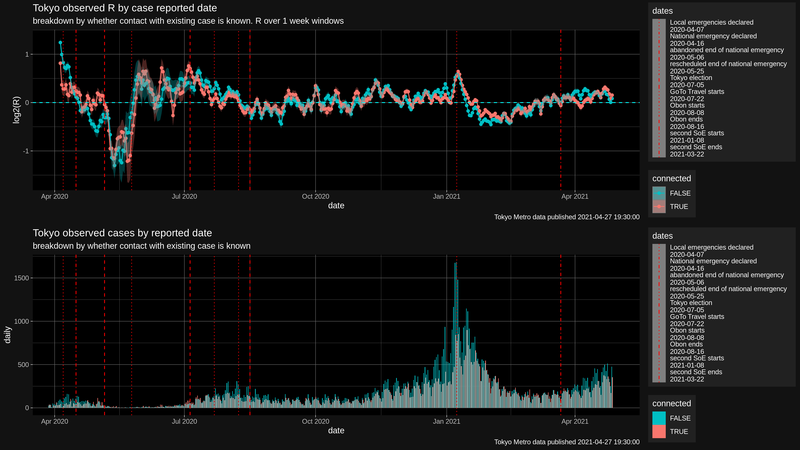 Tokyo observed R by case reported date
breakdown by whether contact with existing case is known. R over 1 week windows
log2(R)
1
0
-1
Apr 2020
Jul 2020
Oct 2020
Jan 2021
Apr 2021
date
Tokyo Metro data published 2021-04-27 19:30:00
dates
Local emergencies declared
2020-04-07
National emergency declared
2020-04-16
abandoned end of national emergency
2020-05-06
rescheduled end of national emergency
2020-05-25
Tokyo election
2020-07-05
GoTo Travel starts
2020-07-22
Obon starts
2020-08-08
Obon ends
2020-08-16
second SoE starts
2021-01-08
second SoE ends
2021-03-22
connected
FALSE
TRUE
Tokyo observed cases by reported date
breakdown by whether contact with existing case is known
daily
1500
1000
500
0
Apr 2020
Jul 2020
Oct 2020
Jan 2021
Apr 2021
date
Tokyo Metro data published 2021-04-27 19:30:00
dates
Local emergencies declared
2020-04-07
National emergency declared
2020-04-16
abandoned end of national emergency
2020-05-06
rescheduled end of national emergency
2020-05-25
Tokyo election
2020-07-05
GoTo Travel starts
2020-07-22
Obon starts
2020-08-08
Obon ends
2020-08-16
second SoE starts
2021-01-08
second SoE ends
2021-03-22
connected
FALSE
TRUE